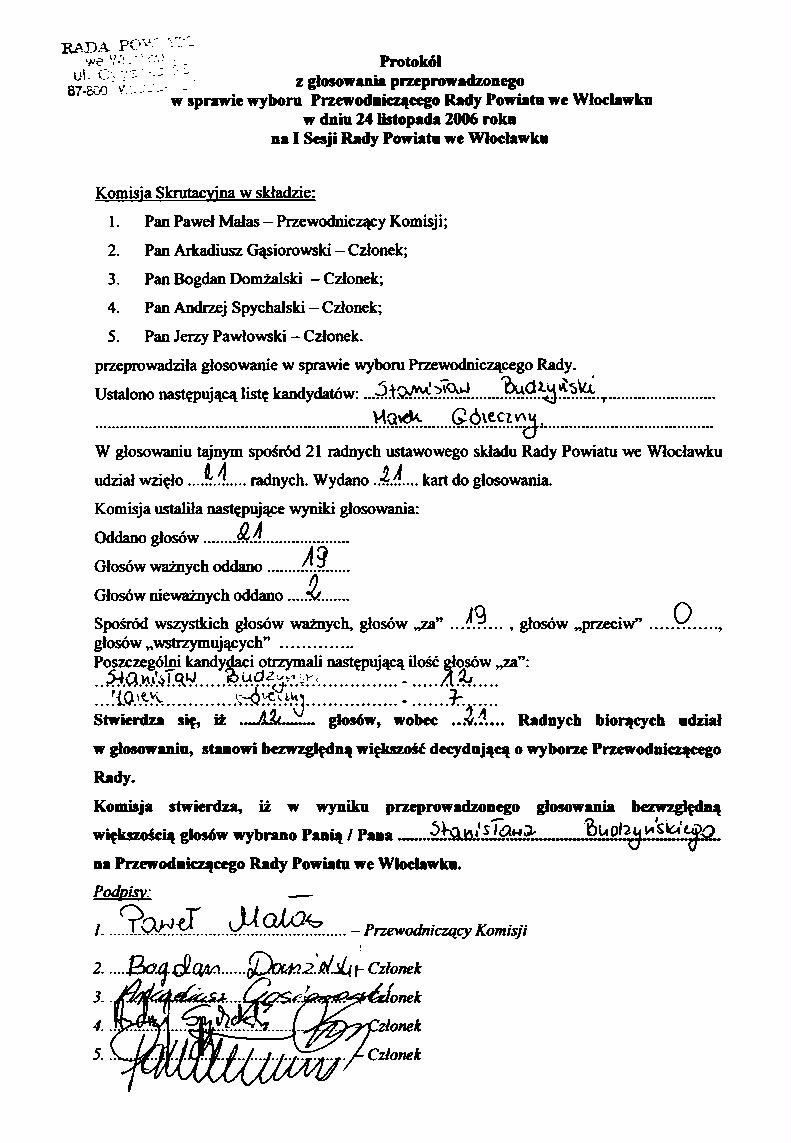 RADA
we
ul.
87-800
Protokół
z głosowania przeprowadzonego
w sprawie wyboru Przewodniczącego Rady Powiatu we Włocławku
w dniu 24 listopada 2006 roku
na I Sesji Rady Powiatu we Włocławku
Komisja Skrutacyjna w składzie:
1. Pan Paweł Małas – Przewodniczący Komisji;
2. Pan Arkadiusz Gąsiorowski – Członek;
3. Pan Bogdan Domżalski – Członek;
4. Pan Andrzej Spychalski – Członek;
5. Pan Jerzy Pawłowski – Członek.
przeprowadziła głosowanie w sprawie wyboru Przewodniczącego Rady.
Ustalono następującą listę kandydatów: Stanisław Budzyński,
Marek Góreczny,
W głosowaniu tajnym spośród 21 radnych ustawowego składu Rady Powiatu we Włocławku
udział wzięło ....21.... radnych. Wydano ..21.... kart do głosowania.
Komisja ustaliła następujące wyniki głosowania:
Oddano głosów ........21....................
Głosów ważnych oddano ........19......
Głosów nieważnych oddano .....2.......
Spośród wszystkich głosów ważnych, głosów „za” ...19..... , głosów „przeciw” .....0......,
głosów „wstrzymujących” ..............
Poszczególni kandydaci otrzymali następującą ilość głosów „za”:
Stanisław Budzyński - 12
Marek Góreczny - 7
Stwierdza się, iż ....12....... głosów, wobec ...21.... Radnych biorących udział
w głosowaniu, stanowi bezwzględną większość decydującą o wyborze Przewodniczącego
Rady.
Komisja stwierdza, iż w wyniku przeprowadzonego głosowania bezwzględną
większością głosów wybrano Panią / Pana Stanisława Budzyńskiego
na Przewodniczącego Rady Powiatu we Włocławku.
Podpisy:
1. Paweł Małas – Przewodniczący Komisji
2. Bogdan Domżalski - Członek
3. Arkadiusz Gąsiorowski Członek
4. Członek
5. – Członek